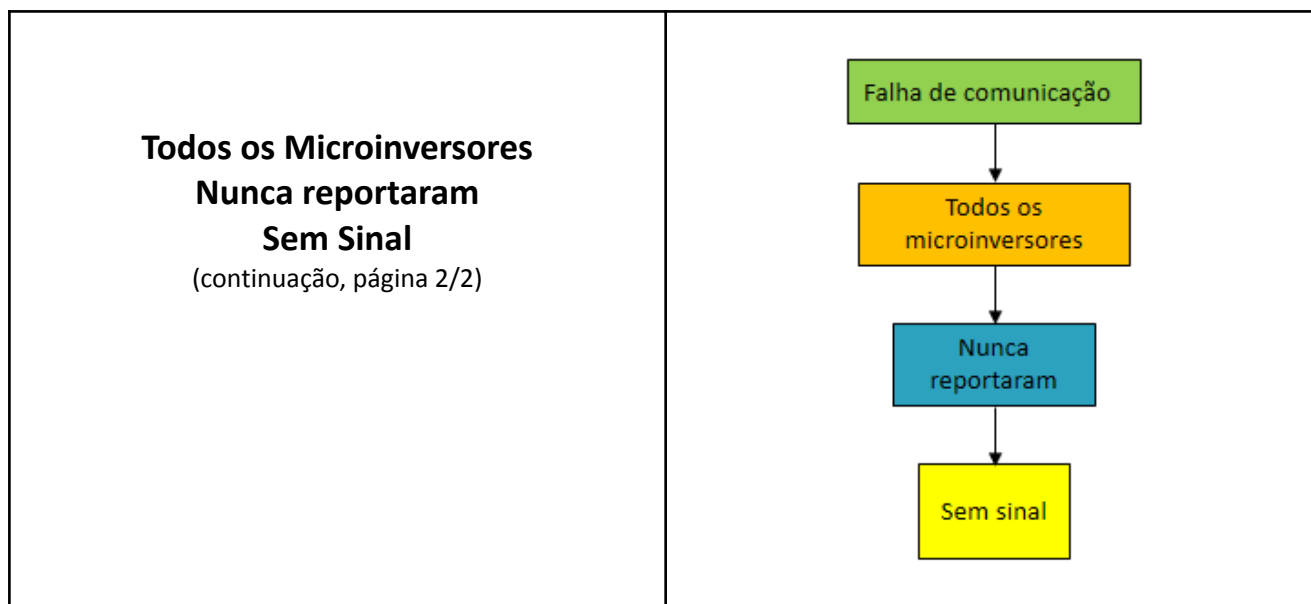 Todos os Microinversores
Nunca reportaram
Sem Sinal
(continuação, página 2/2)
Falha de comunicação
Todos os
microinversores
Nunca
reportaram
Sem sinal